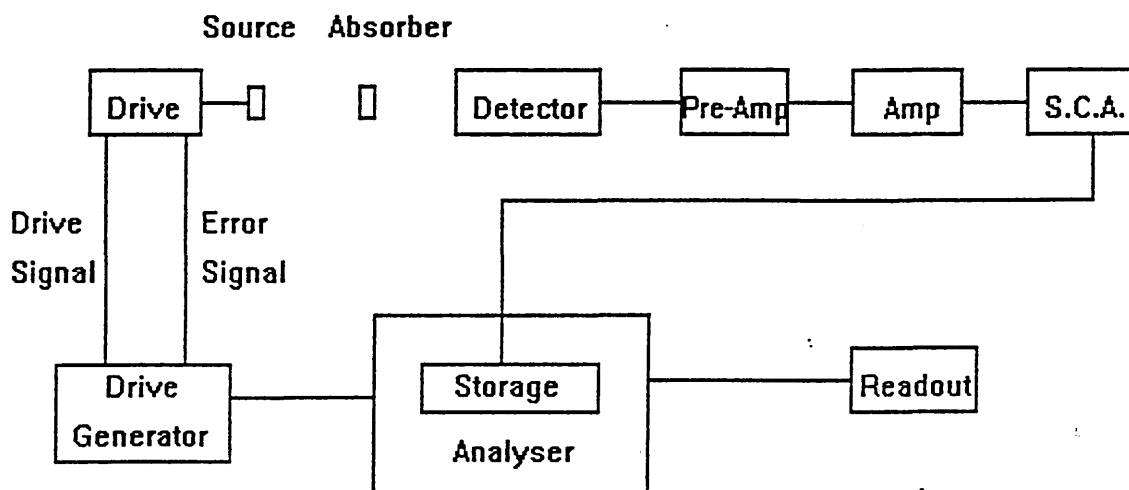 Source Absorber
Drive
Detector
Pre-Amp
Amp
S.C.A.
Drive
Signal
Error
Signal
Drive
Generator
Storage
Analyser
Readout